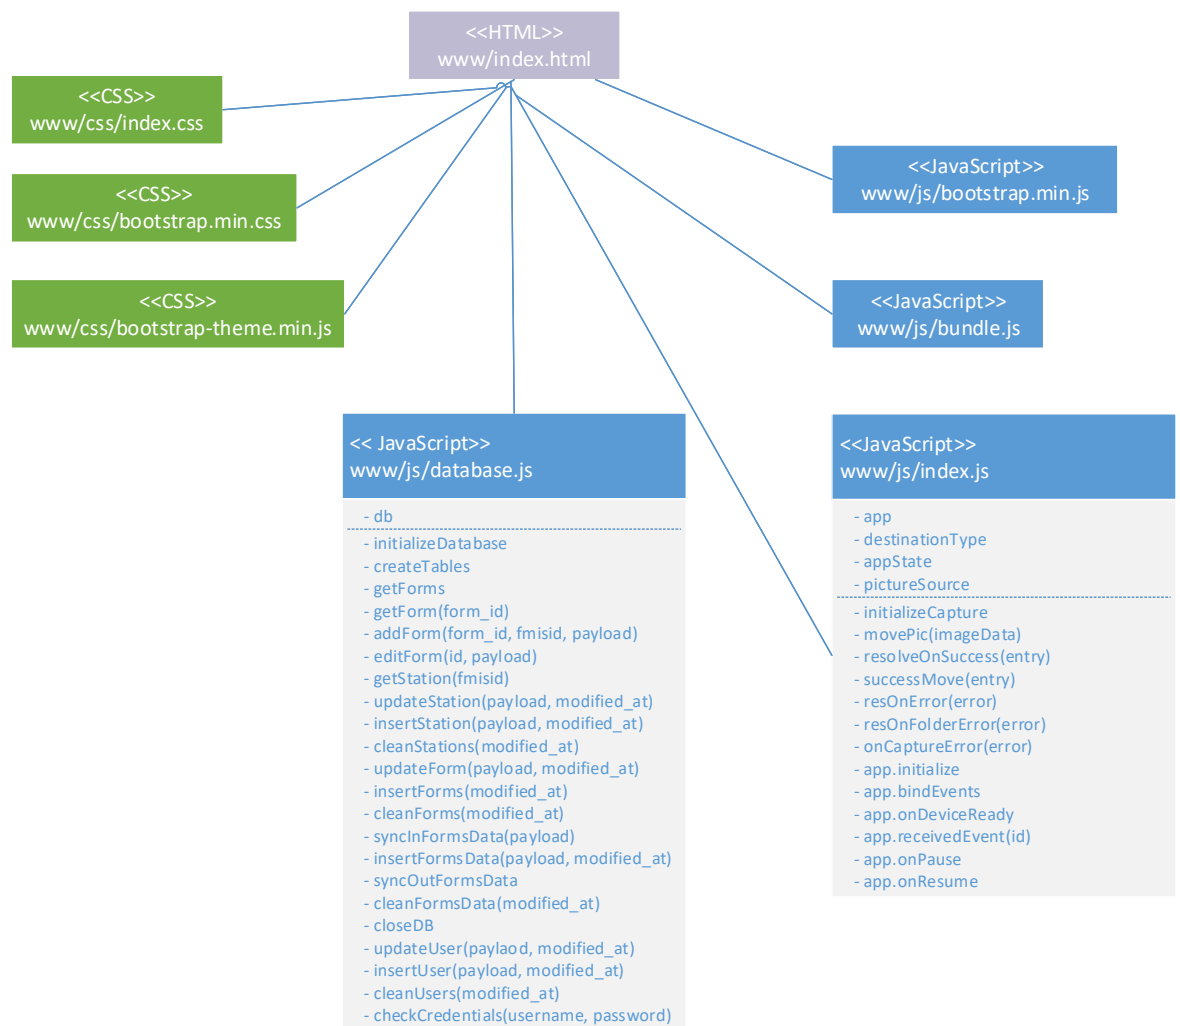 <<HTML>>
www/index.html
<<CSS>>
www/css/index.css
<<CSS>>
www/css/bootstrap.min.css
<<CSS>>
www/css/bootstrap-theme.min.js
<<JavaScript>>
www/js/bootstrap.min.js
<<JavaScript>>
www/js/bundle.js
<< JavaScript>>
www/js/database.js
- db
- initializeDatabase
- createTables
- getForms
- getForm(form_id)
- addForm(form_id, fmisid, payload)
- editForm(id, payload)
- getStation(fmisid)
- updateStation(payload, modified_at)
- insertStation(payload, modified_at)
- cleanStations(modified_at)
- updateForm(payload, modified_at)
- insertForms(modified_at)
- cleanForms(modified_at)
- syncInFormsData(payload)
- insertFormsData(payload, modified_at)
- syncOutFormsData
- cleanFormsData(modified_at)
- closeDB
- updateUser(paylaod, modified_at)
- insertUser(payload, modified_at)
- cleanUsers(modified_at)
- checkCredentials(username, password)
<<JavaScript>>
www/js/index.js
- app
- destinationType
- appState
- pictureSource
- initializeCapture
- movePic(imageData)
- resolveOnSuccess(entry)
- successMove(entry)
- resOnError(error)
- resOnFolderError(error)
- onCaptureError(error)
- app.initialize
- app.bindEvents
- app.onDeviceReady
- app.receivedEvent(id)
- app.onPause
- app.onResume